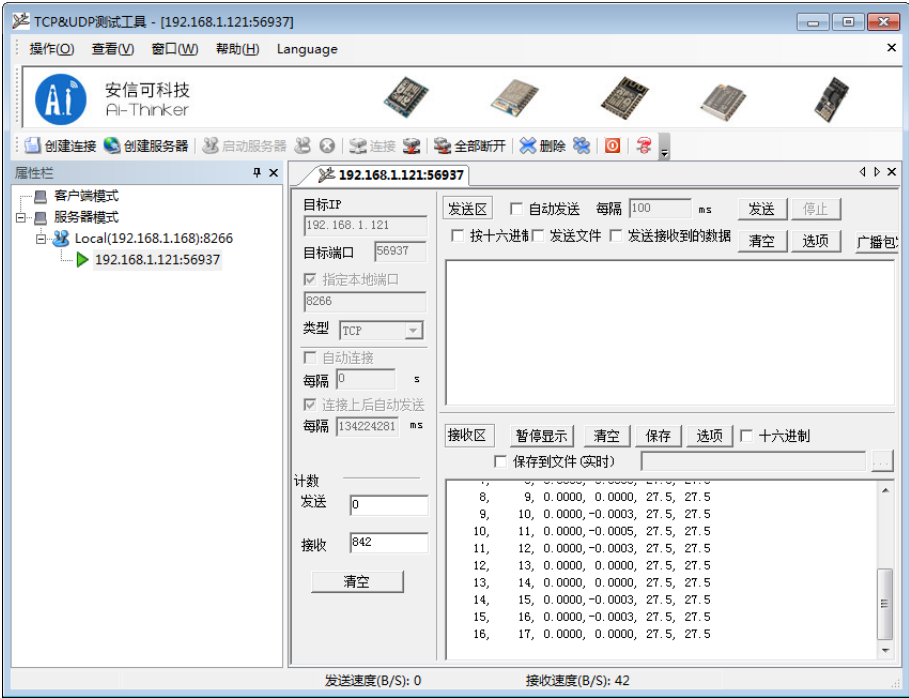 TCP&UDP测试工具 - [192.168.1.121:56937]
操作(O) 查看(V) 窗口(W) 帮助(H) Language
Ai 安信可科技
Ai-Thinker
创建连接 创建服务器 启动服务器 连接 全部断开 删除
属性栏
客户端模式
服务器模式
Local(192.168.1.168):8266
192.168.1.121:56937
192.168.1.121:56937
目标IP
192.168.1.121
目标端口 56937
指定本地端口
8266
类型 TCP
自动连接
每隔 0 s
连接上后自动发送
每隔 134224281 ms
计数
发送 0
接收 842
清空
发送区 自动发送 每隔 100 ms 发送 停止
按十六进制 发送文件 发送接收到的数据 清空 选项 广播包
接收区 暂停显示 清空 保存 选项 十六进制
保存到文件(实时) ...
8, 9, 0.0000, 0.0000, 27.5, 27.5
9, 10, 0.0000,-0.0003, 27.5, 27.5
10, 11, 0.0000,-0.0005, 27.5, 27.5
11, 12, 0.0000,-0.0003, 27.5, 27.5
12, 13, 0.0000, 0.0000, 27.5, 27.5
13, 14, 0.0000, 0.0000, 27.5, 27.5
14, 15, 0.0000,-0.0003, 27.5, 27.5
15, 16, 0.0000,-0.0003, 27.5, 27.5
16, 17, 0.0000, 0.0000, 27.5, 27.5
发送速度(B/S): 0 接收速度(B/S): 42